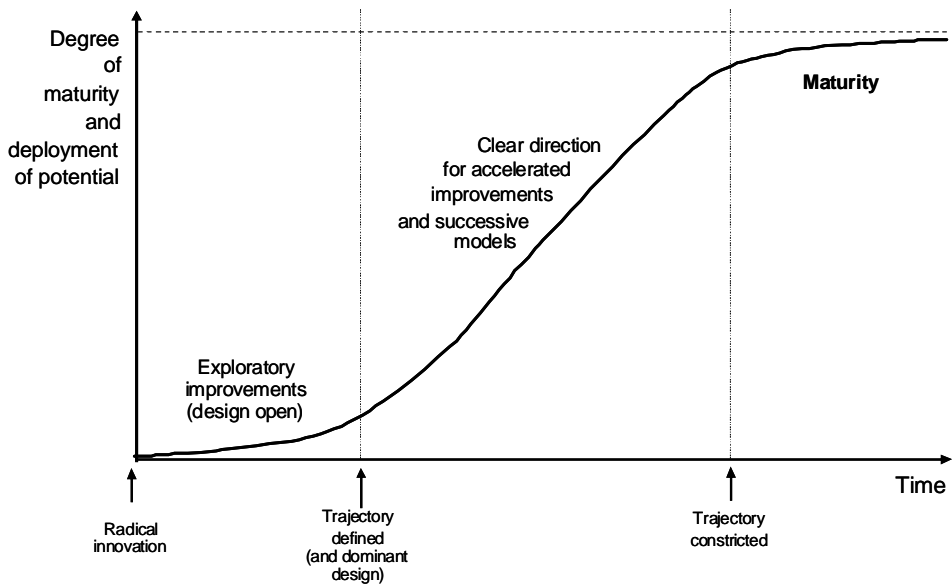 Degree
of
maturity
and
deployment
of potential
Maturity
Clear direction
for accelerated
improvements
and successive
models
Exploratory
improvements
(design open)
Time
Radical
innovation
Trajectory
defined
(and dominant
design)
Trajectory
constricted